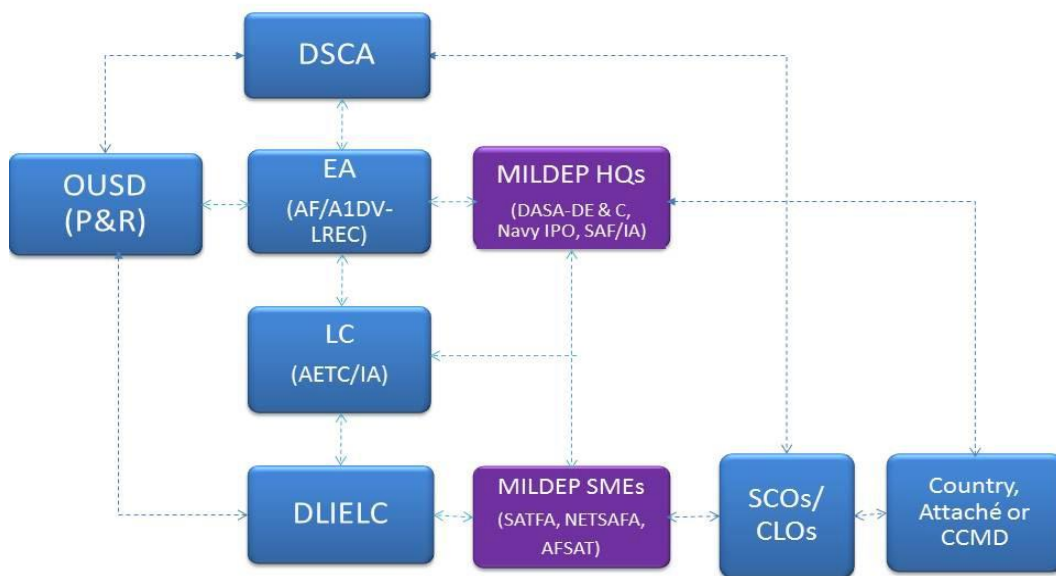 DSCA
OUSD
(P&R)
EA
(AF/A1DV-
LREC)
MILDEP HQs
(DASA-DE & C,
Navy IPO, SAF/IA)
LC
(AETC/IA)
DLIELC
MILDEP SMEs
(SATFA, NETSAFA,
AFSAT)
SCOs/
CLOs
Country,
Attaché or
CCMD